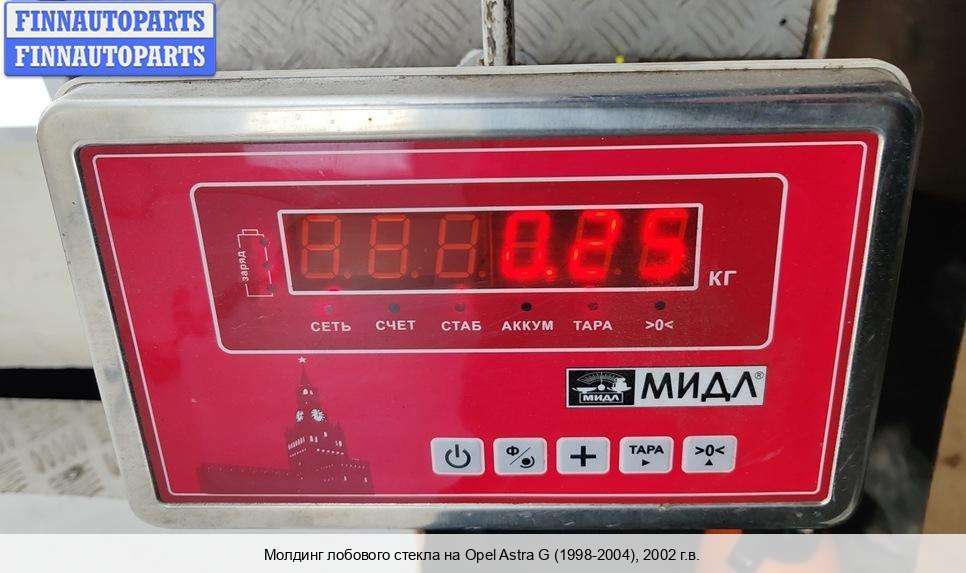 FINNAUTOPARTS
FINNAUTOPARTS
заряд
0.25
КГ
СЕТЬ СЧЕТ СТАБ АККУМ ТАРА >0<
МИДЛ МИДЛ®
Ф/ + ТАРА >0<
Молдинг лобового стекла на Opel Astra G (1998-2004), 2002 г.в.